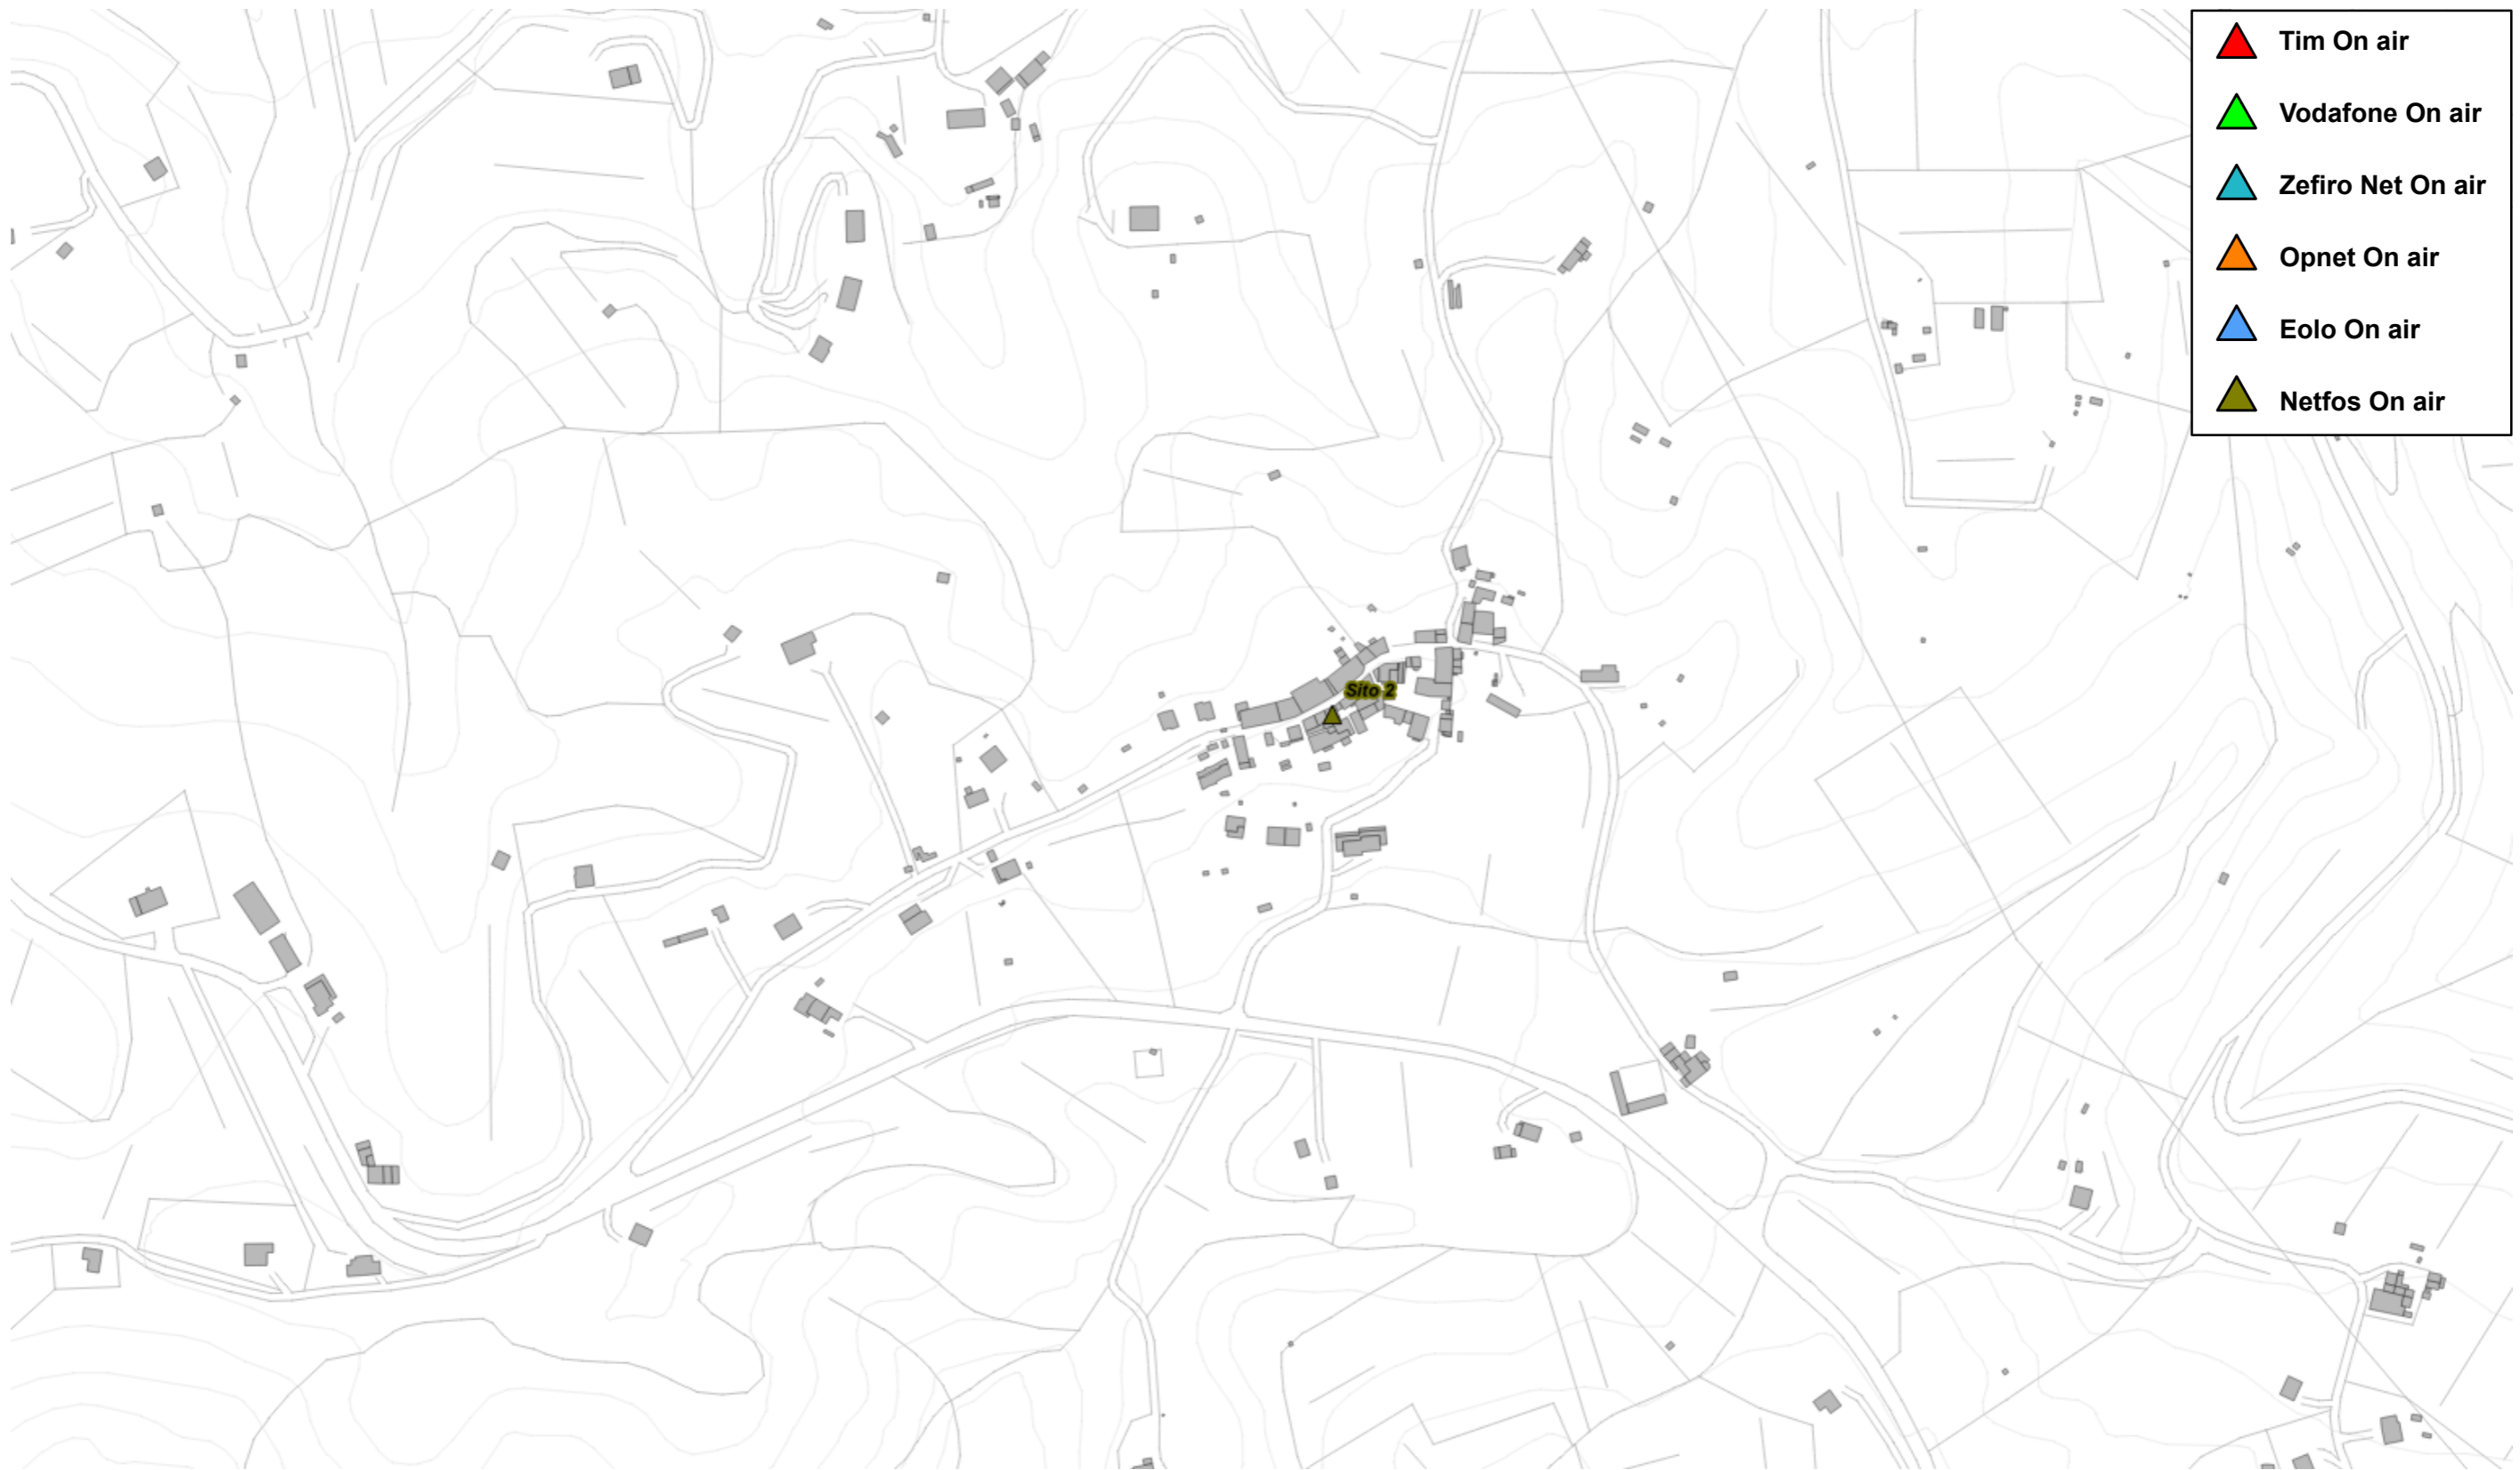 Tim On air
Vodafone On air
Zefiro Net On air
Opnet On air
Eolo On air
Netfos On air
Sito 2